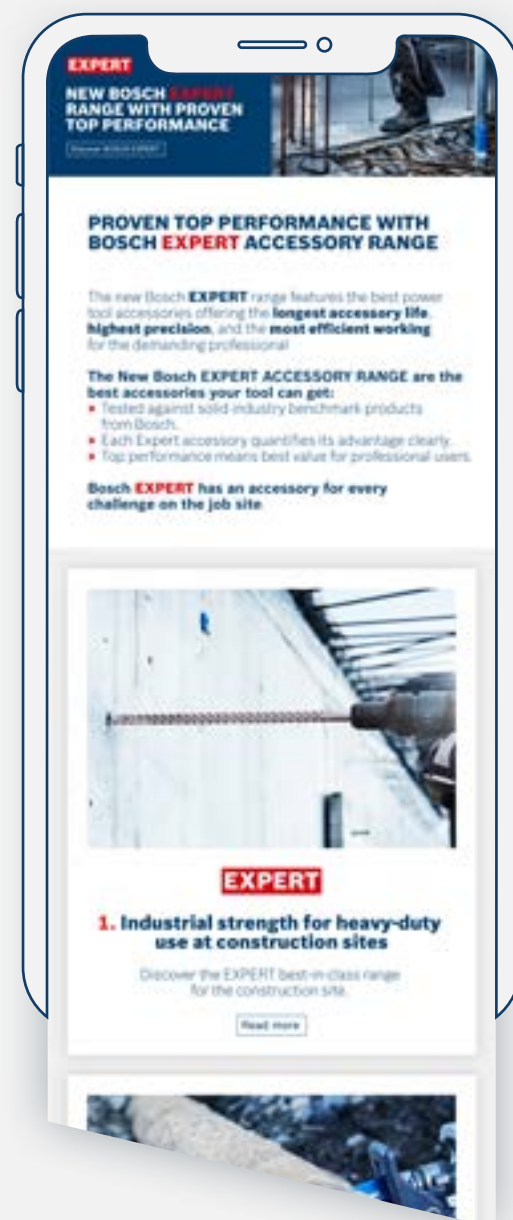 EXPERT
NEW BOSCH EXPERT
RANGE WITH PROVEN
TOP PERFORMANCE
Discover BOSCH EXPERT
PROVEN TOP PERFORMANCE WITH
BOSCH EXPERT ACCESSORY RANGE
The new Bosch EXPERT range features the best power
tool accessories offering the longest accessory life,
highest precision, and the most efficient working
for the demanding professional
The New Bosch EXPERT ACCESSORY RANGE are the
best accessories your tool can get:
Tested against solid industry benchmark products
from Bosch.
Each Expert accessory quantifies its advantage clearly.
Top performance means best value for professional users.
Bosch EXPERT has an accessory for every
challenge on the job site
EXPERT
1. Industrial strength for heavy-duty
use at construction sites
Discover the EXPERT best-in-class range
for the construction site.
Read more